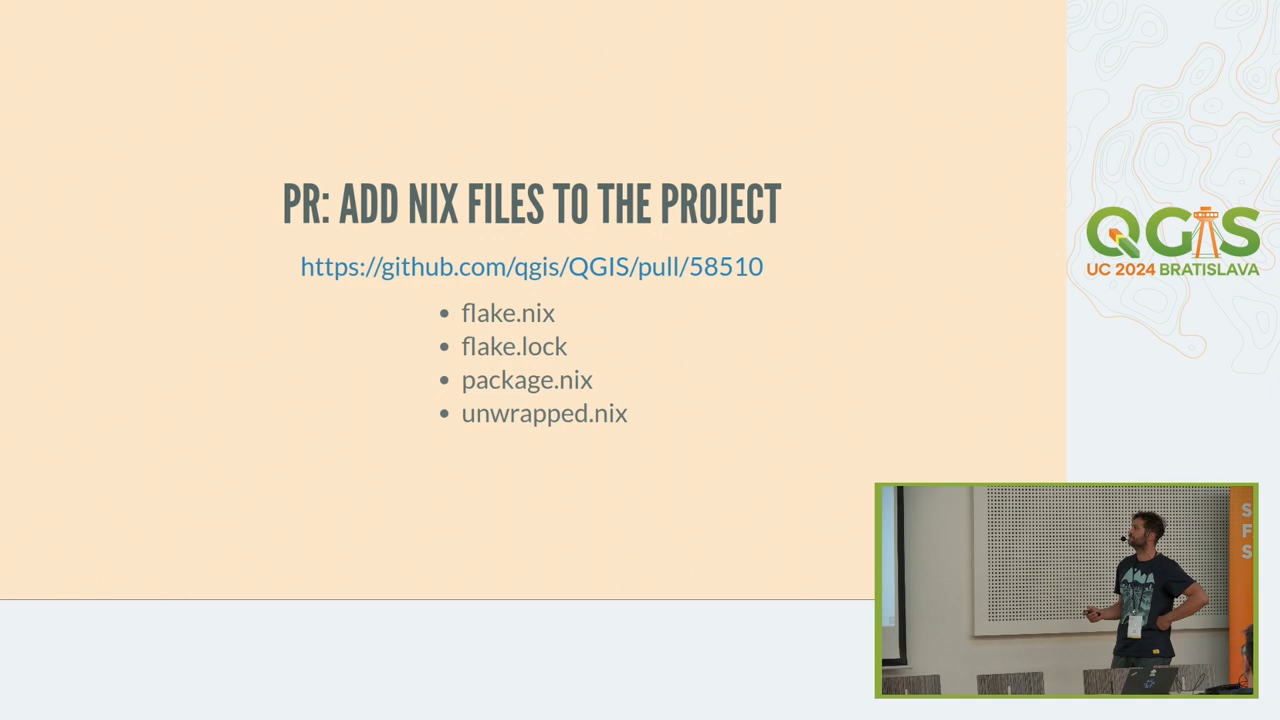 PR: ADD NIX FILES TO THE PROJECT
https://github.com/qgis/QGIS/pull/58510
flake.nix
flake.lock
package.nix
unwrapped.nix
QGIS
UC 2024 BRATISLAVA
S
F
S